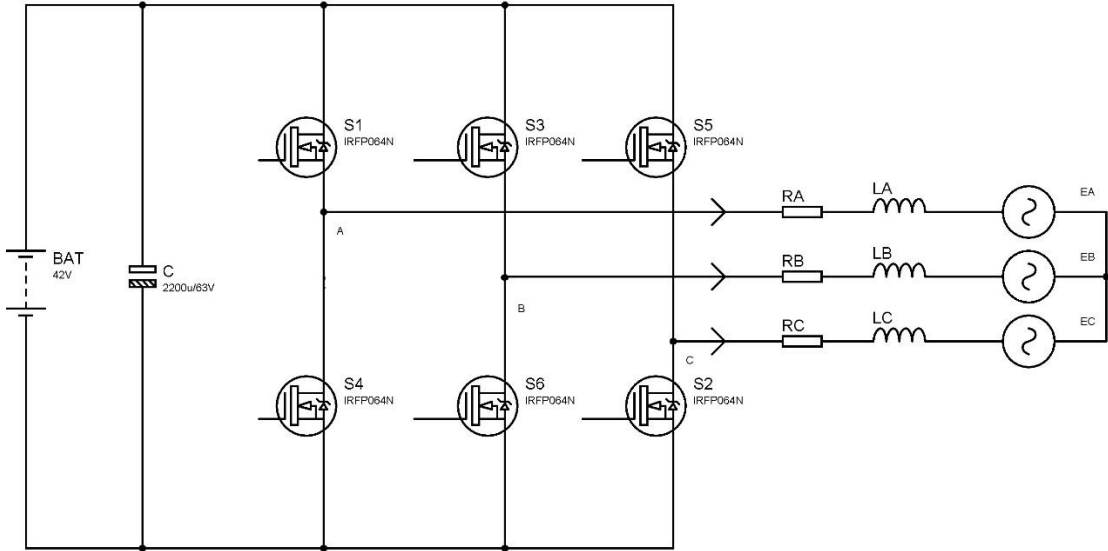 S1
IRFP064N
S3
IRFP064N
S5
IRFP064N
RA
LA
EA
A
BAT
42V
C
2200u/63V
RB
LB
EB
B
RC
LC
EC
C
S4
IRFP064N
S6
IRFP064N
S2
IRFP064N